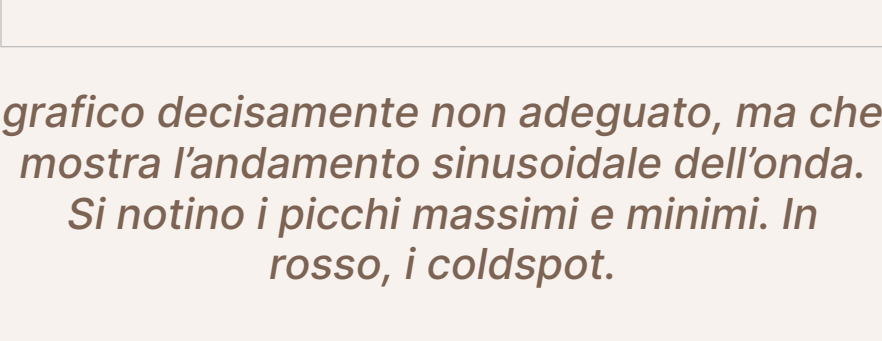 grafico decisamente non adeguato, ma che
mostra l’andamento sinusoidale dell’onda.
Si notino i picchi massimi e minimi. In
rosso, i coldspot.